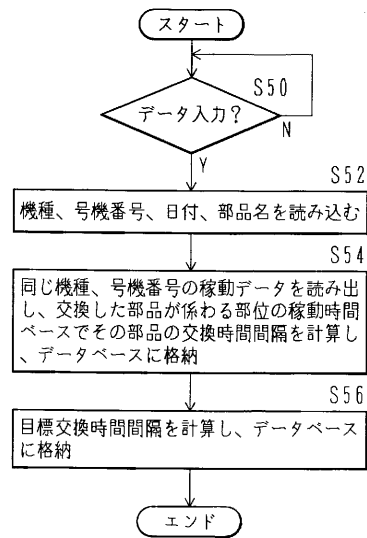 スタート
S50
データ入力？
N
Y
S52
機種、号機番号、日付、部品名を読み込む
S54
同じ機種、号機番号の稼動データを読み出
し、交換した部品が係わる部位の稼動時間
ベースでその部品の交換時間間隔を計算し
、データベースに格納
S56
目標交換時間間隔を計算し、データベース
に格納
エンド